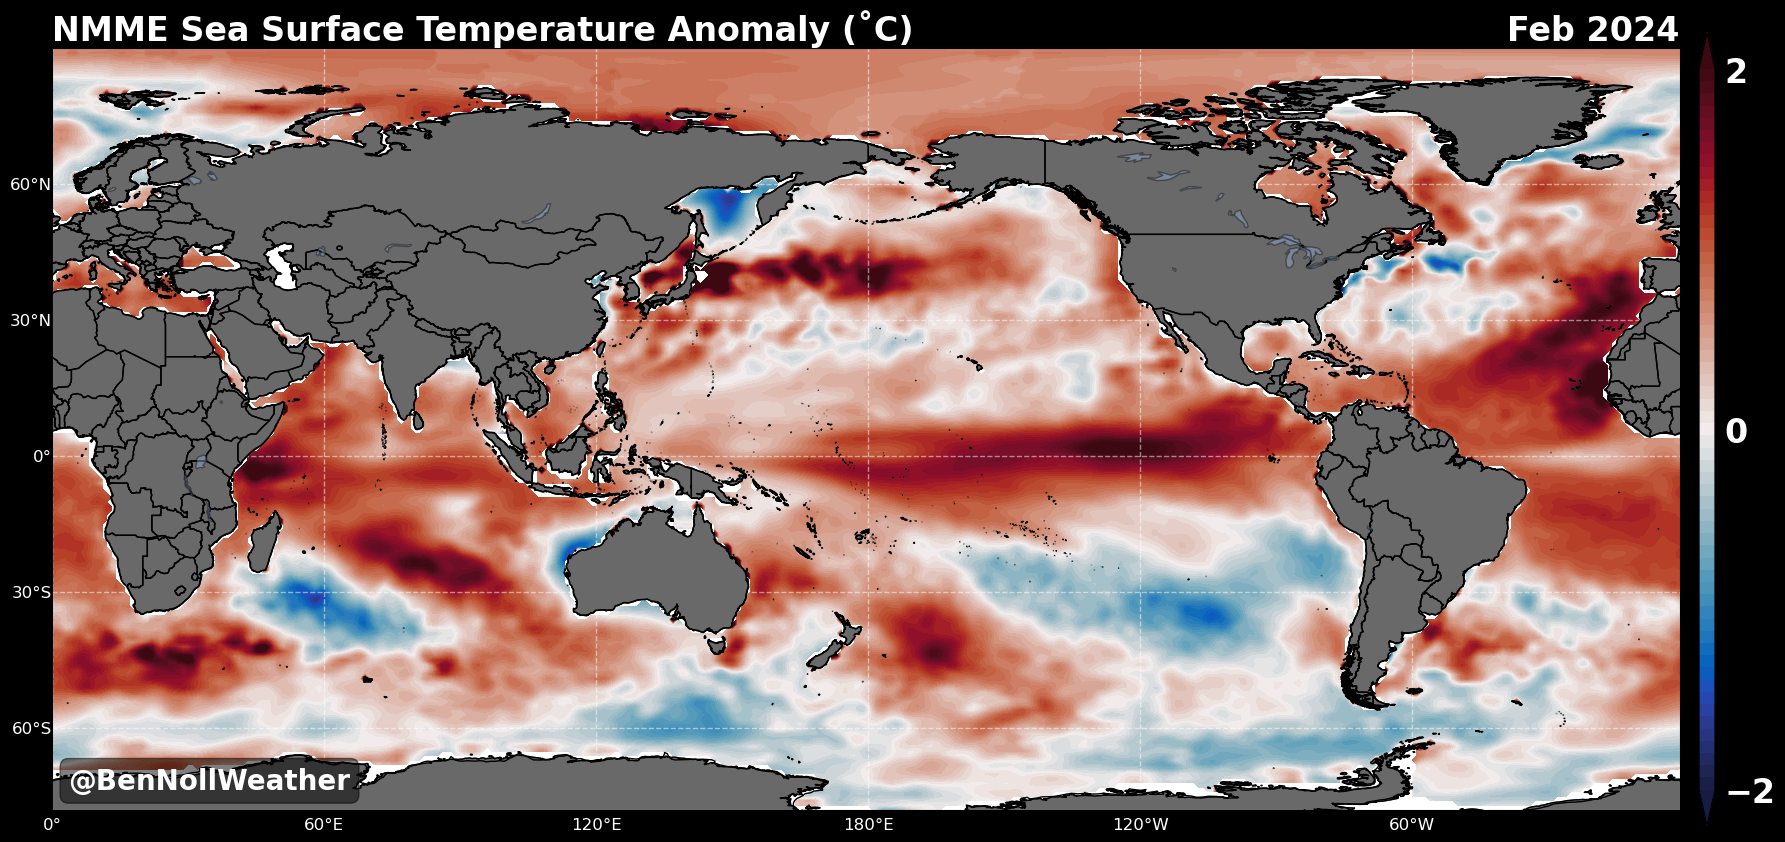 NMME Sea Surface Temperature Anomaly (˚C)
Feb 2024
2
0
−2
60°N
30°N
0°
30°S
60°S
@BenNollWeather
0°
60°E
120°E
180°E
120°W
60°W